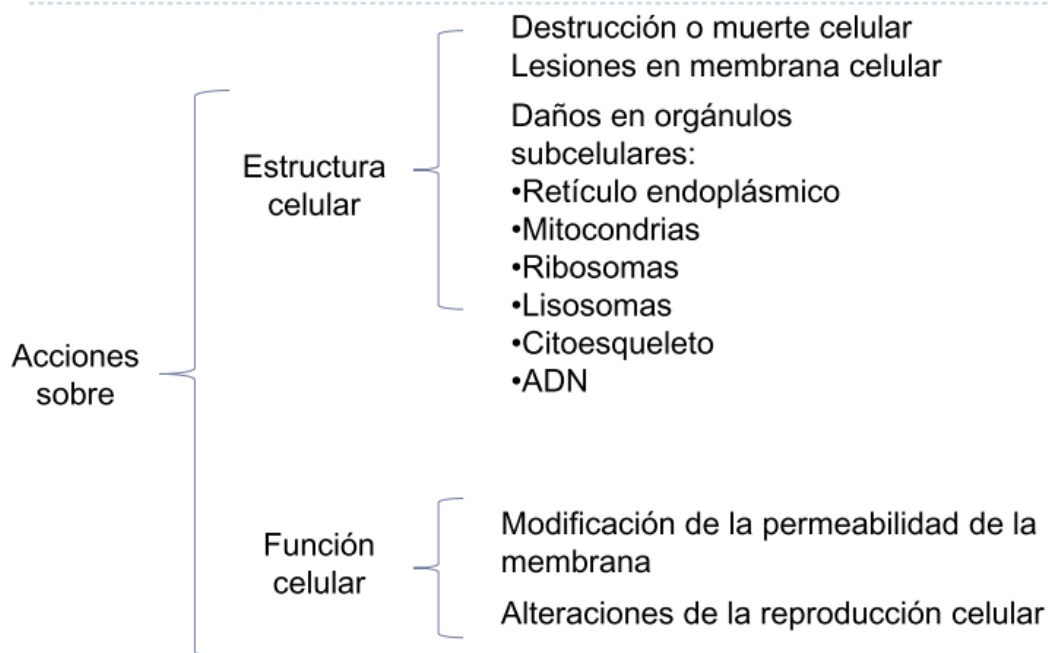 Acciones
sobre
Estructura
celular
Destrucción o muerte celular
Lesiones en membrana celular
Daños en orgánulos
subcelulares:
•Retículo endoplásmico
•Mitocondrias
•Ribosomas
•Lisosomas
•Citoesqueleto
•ADN
Función
celular
Modificación de la permeabilidad de la
membrana
Alteraciones de la reproducción celular